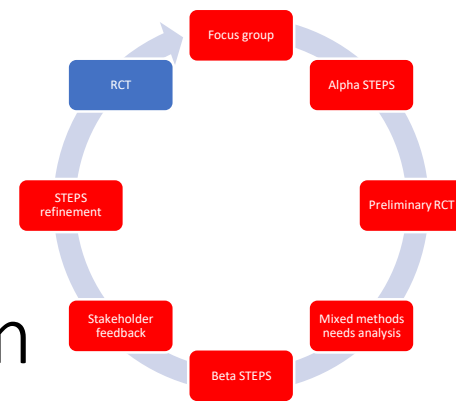 Focus group
Alpha STEPS
Preliminary RCT
Mixed methods
needs analysis
Beta STEPS
Stakeholder
feedback
STEPS
refinement
RCT